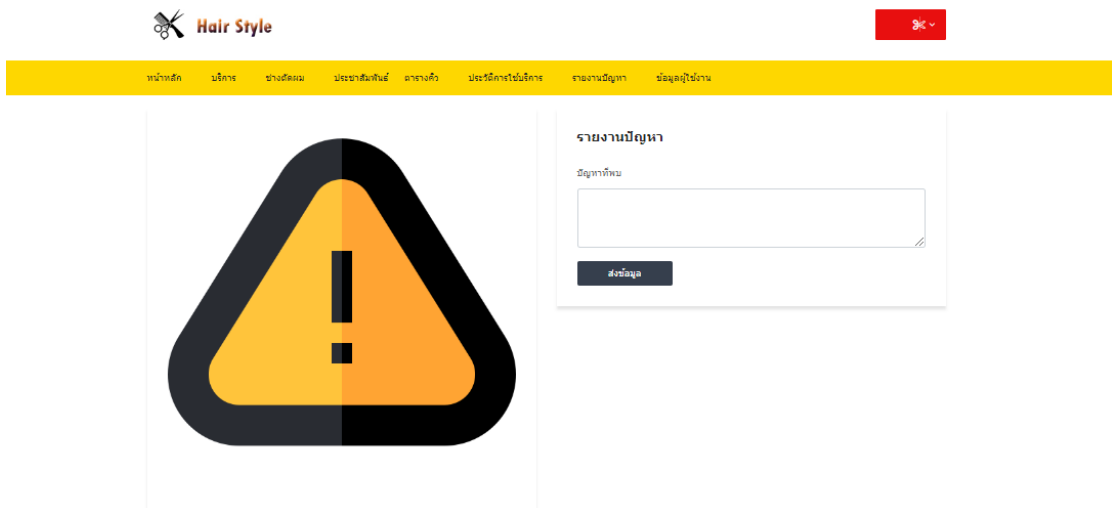 Hair Style
หน้าหลัก บริการ ช่างตัดผม ประชาสัมพันธ์ ตารางคิว ประวัติการใช้บริการ รายงานปัญหา ข้อมูลผู้ใช้งาน
รายงานปัญหา
ปัญหาที่พบ
ส่งข้อมูล